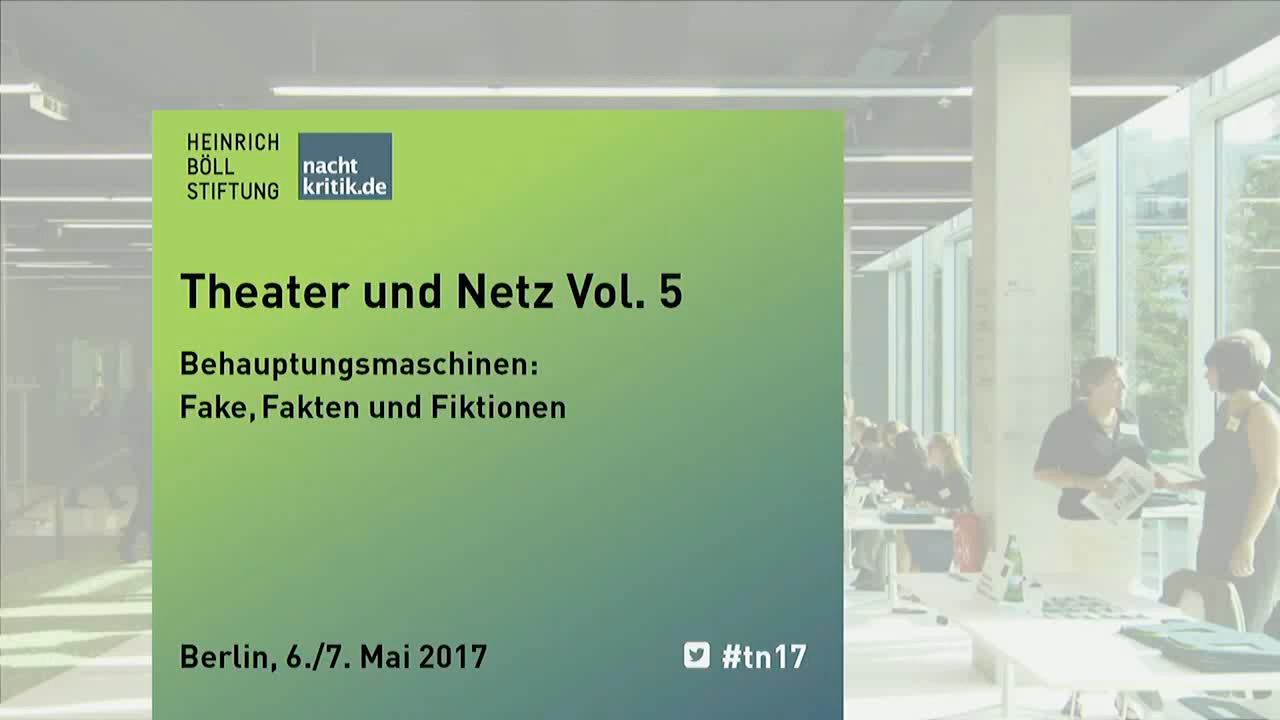 HEINRICH
BÖLL
STIFTUNG
nacht
kritik.de
Theater und Netz Vol. 5
Behauptungsmaschinen:
Fake, Fakten und Fiktionen
Berlin, 6./7. Mai 2017
#tn17